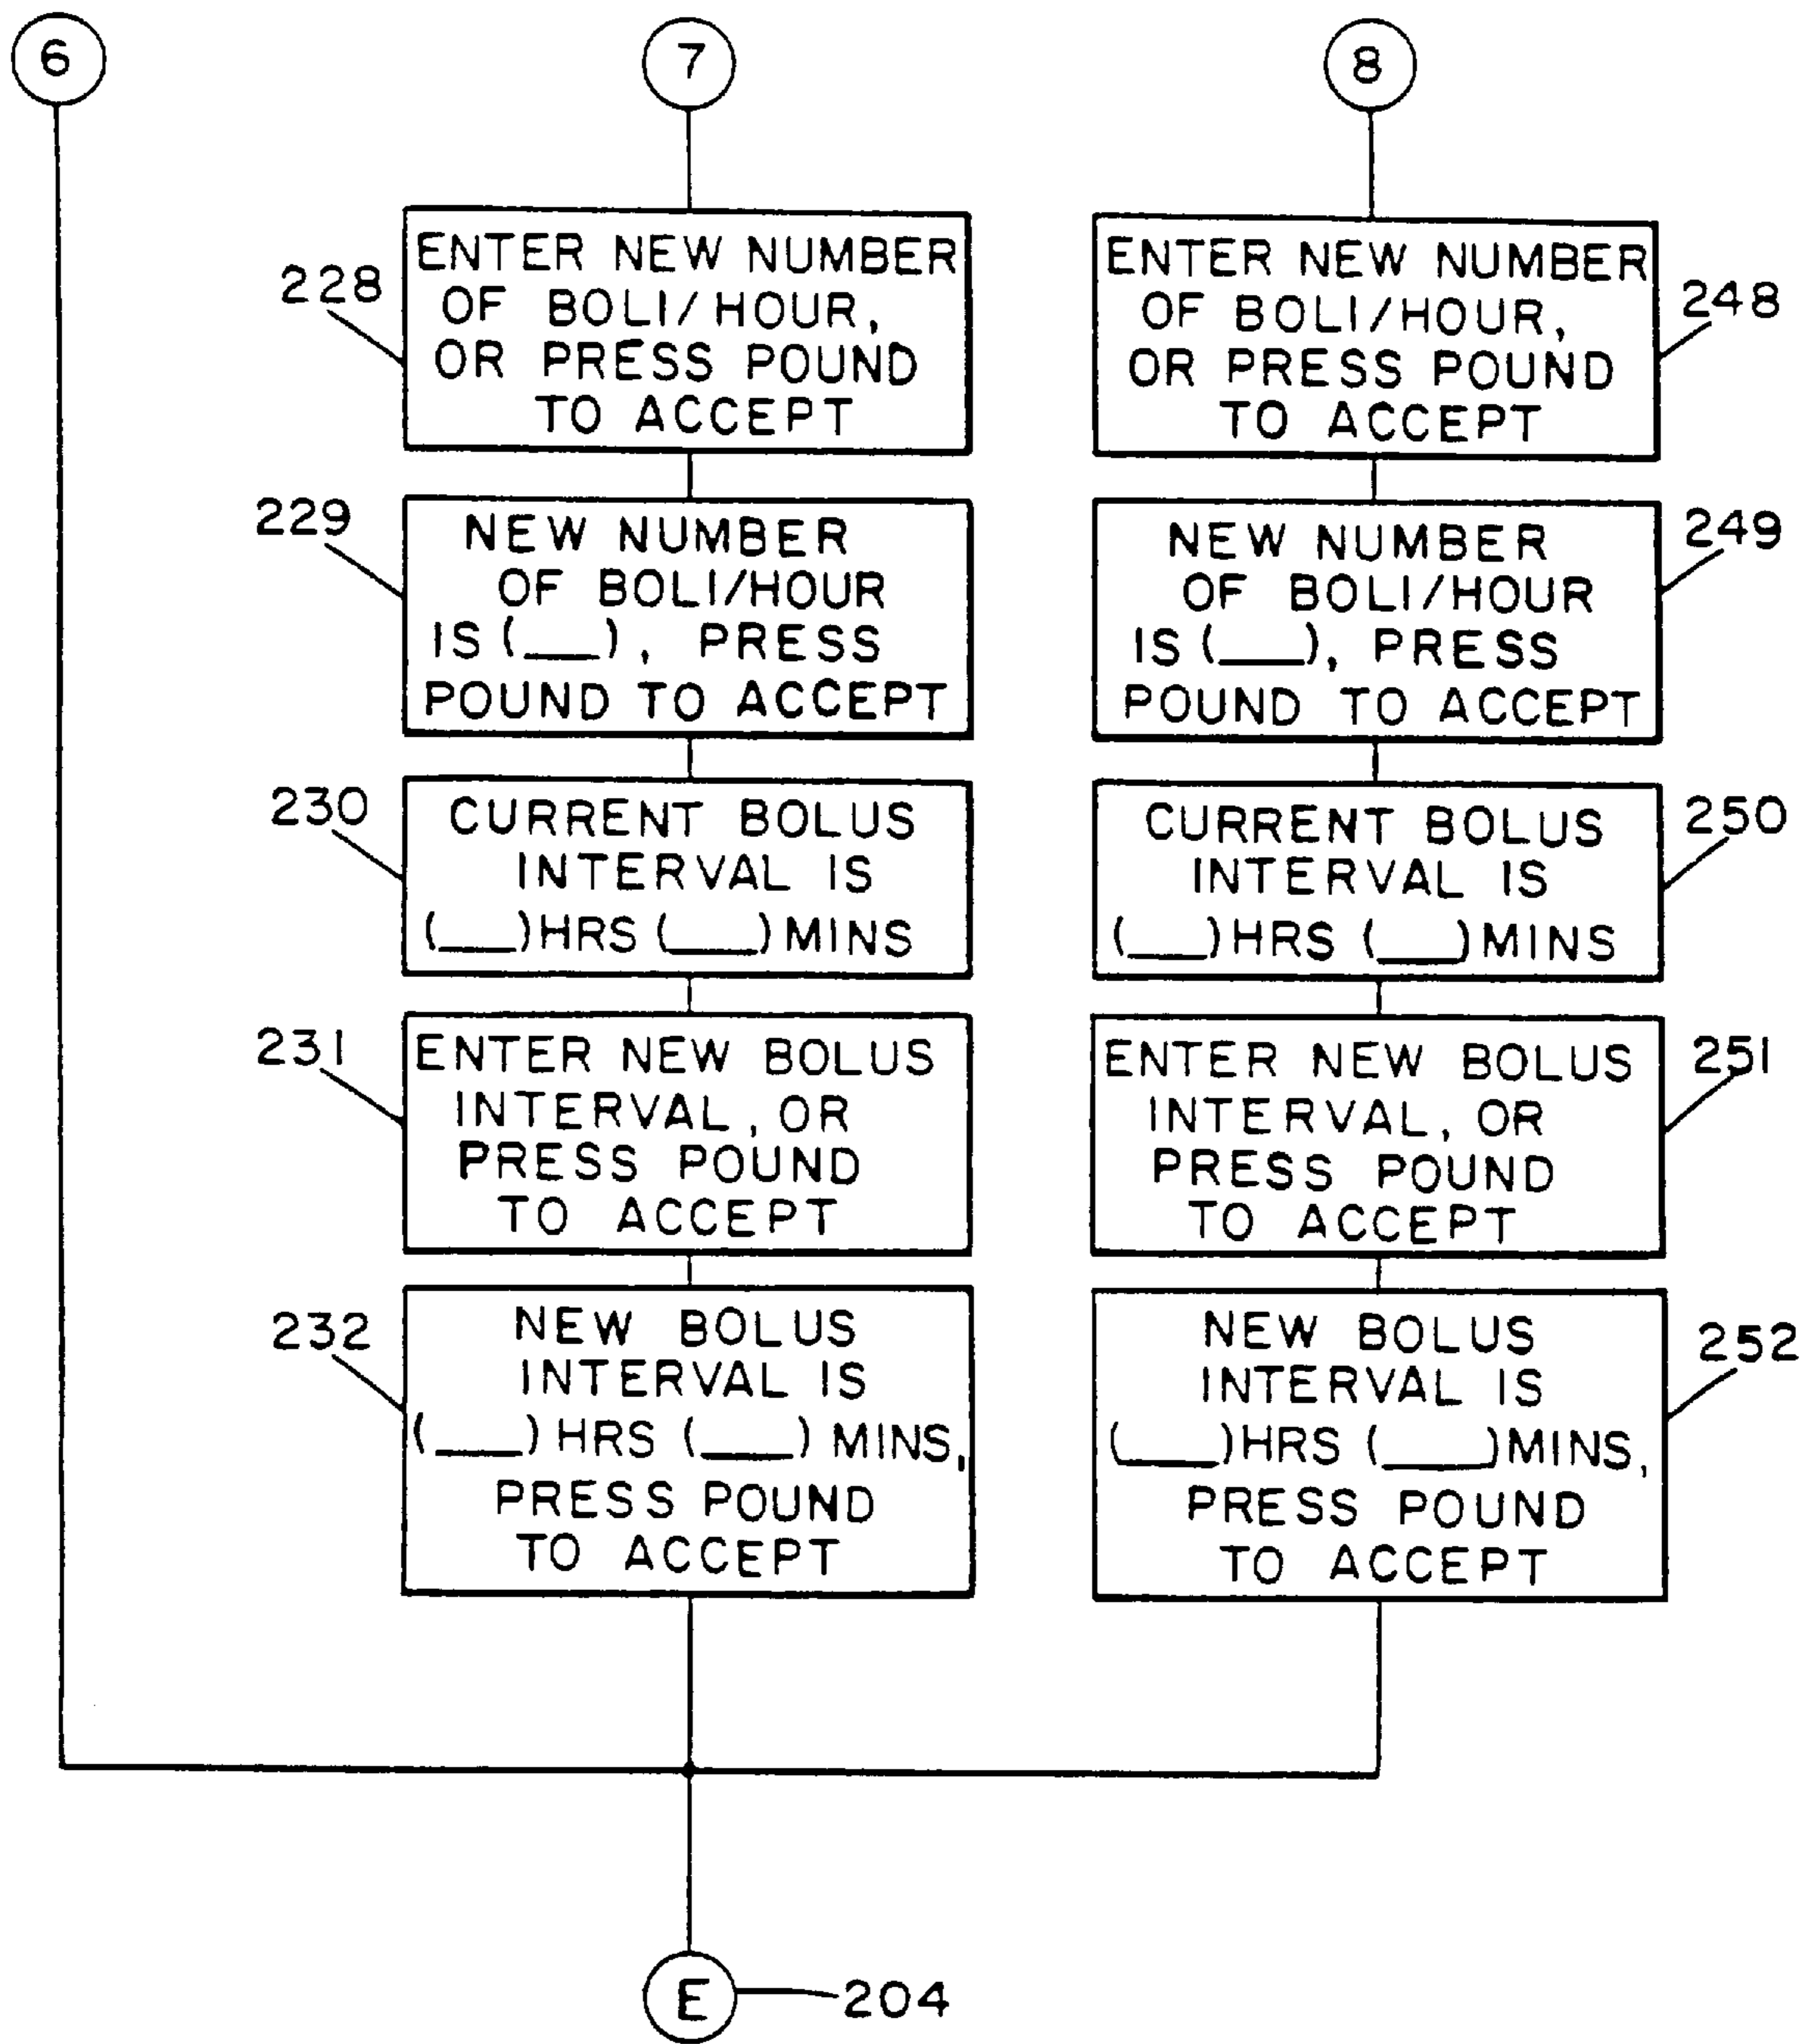 6
7
8
228
ENTER NEW NUMBER
OF BOLI/HOUR,
OR PRESS POUND
TO ACCEPT
229
NEW NUMBER
OF BOLI/HOUR
IS (___), PRESS
POUND TO ACCEPT
230
CURRENT BOLUS
INTERVAL IS
(___) HRS (___) MINS
231
ENTER NEW BOLUS
INTERVAL, OR
PRESS POUND
TO ACCEPT
232
NEW BOLUS
INTERVAL IS
(___) HRS (___) MINS,
PRESS POUND
TO ACCEPT
ENTER NEW NUMBER
OF BOLI/HOUR,
OR PRESS POUND
TO ACCEPT
248
NEW NUMBER
OF BOLI/HOUR
IS (___), PRESS
POUND TO ACCEPT
249
CURRENT BOLUS
INTERVAL IS
(___) HRS (___) MINS
250
ENTER NEW BOLUS
INTERVAL, OR
PRESS POUND
TO ACCEPT
251
NEW BOLUS
INTERVAL IS
(___) HRS (___) MINS,
PRESS POUND
TO ACCEPT
252
E
204